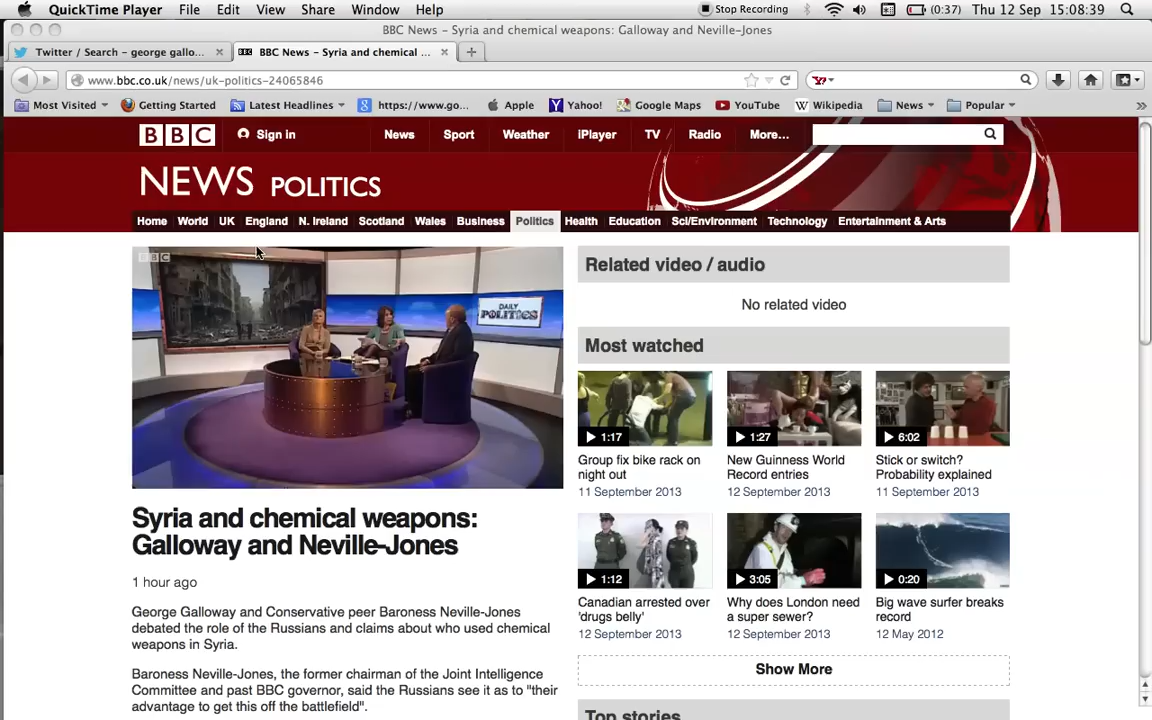 QuickTime Player File Edit View Share Window Help Stop Recording (0:37) Thu 12 Sep 15:08:39
BBC News – Syria and chemical weapons: Galloway and Neville-Jones
Twitter / Search – george gallo... BBC News – Syria and chemical ...
www.bbc.co.uk/news/uk-politics-24065846
Most Visited Getting Started Latest Headlines https://www.go... Apple Yahoo! Google Maps YouTube Wikipedia News Popular
BBC Sign in News Sport Weather iPlayer TV Radio More...
NEWS POLITICS
Home World UK England N. Ireland Scotland Wales Business Politics Health Education Sci/Environment Technology Entertainment & Arts
BBC
DAILY
POLITICS
Syria and chemical weapons:
Galloway and Neville-Jones
1 hour ago
George Galloway and Conservative peer Baroness Neville-Jones
debated the role of the Russians and claims about who used chemical
weapons in Syria.
Baroness Neville-Jones, the former chairman of the Joint Intelligence
Committee and past BBC governor, said the Russians see it as to "their
advantage to get this off the battlefield".
Related video / audio
No related video
Most watched
1:17
Group fix bike rack on
night out
11 September 2013
1:27
New Guinness World
Record entries
12 September 2013
6:02
Stick or switch?
Probability explained
11 September 2013
1:12
Canadian arrested over
'drugs belly'
12 September 2013
3:05
Why does London need
a super sewer?
12 September 2013
0:20
Big wave surfer breaks
record
12 May 2012
Show More
Top stories